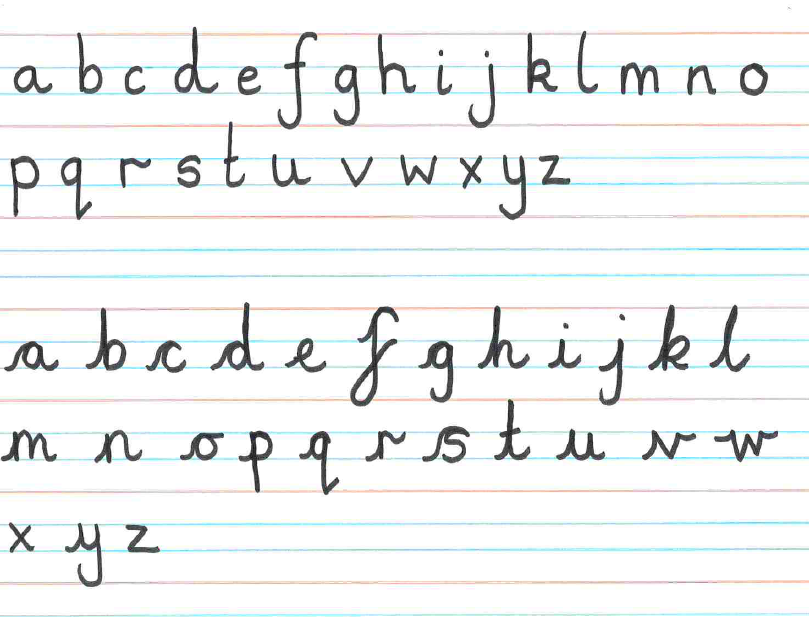 a b c d e f g h i j k l m n o
p q r s t u v w x y z
a b c d e f g h i j k l
m n o p q r s t u v w
x y z